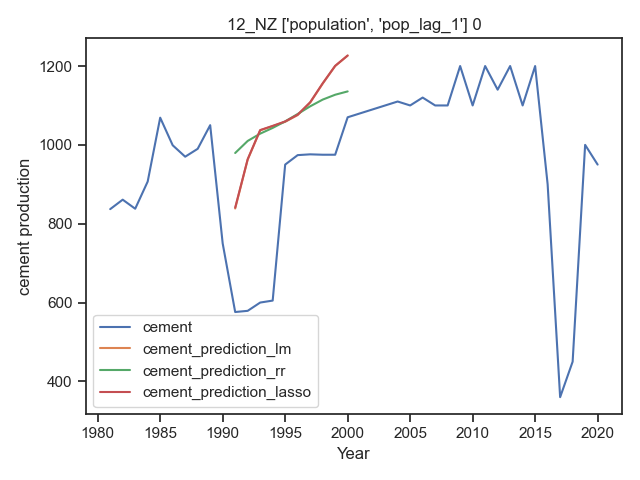 12_NZ ['population', 'pop_lag_1'] 0
cement production
1200
1000
800
600
400
cement
cement_prediction_lm
cement_prediction_rr
cement_prediction_lasso
1980 1985 1990 1995 2000 2005 2010 2015 2020
Year